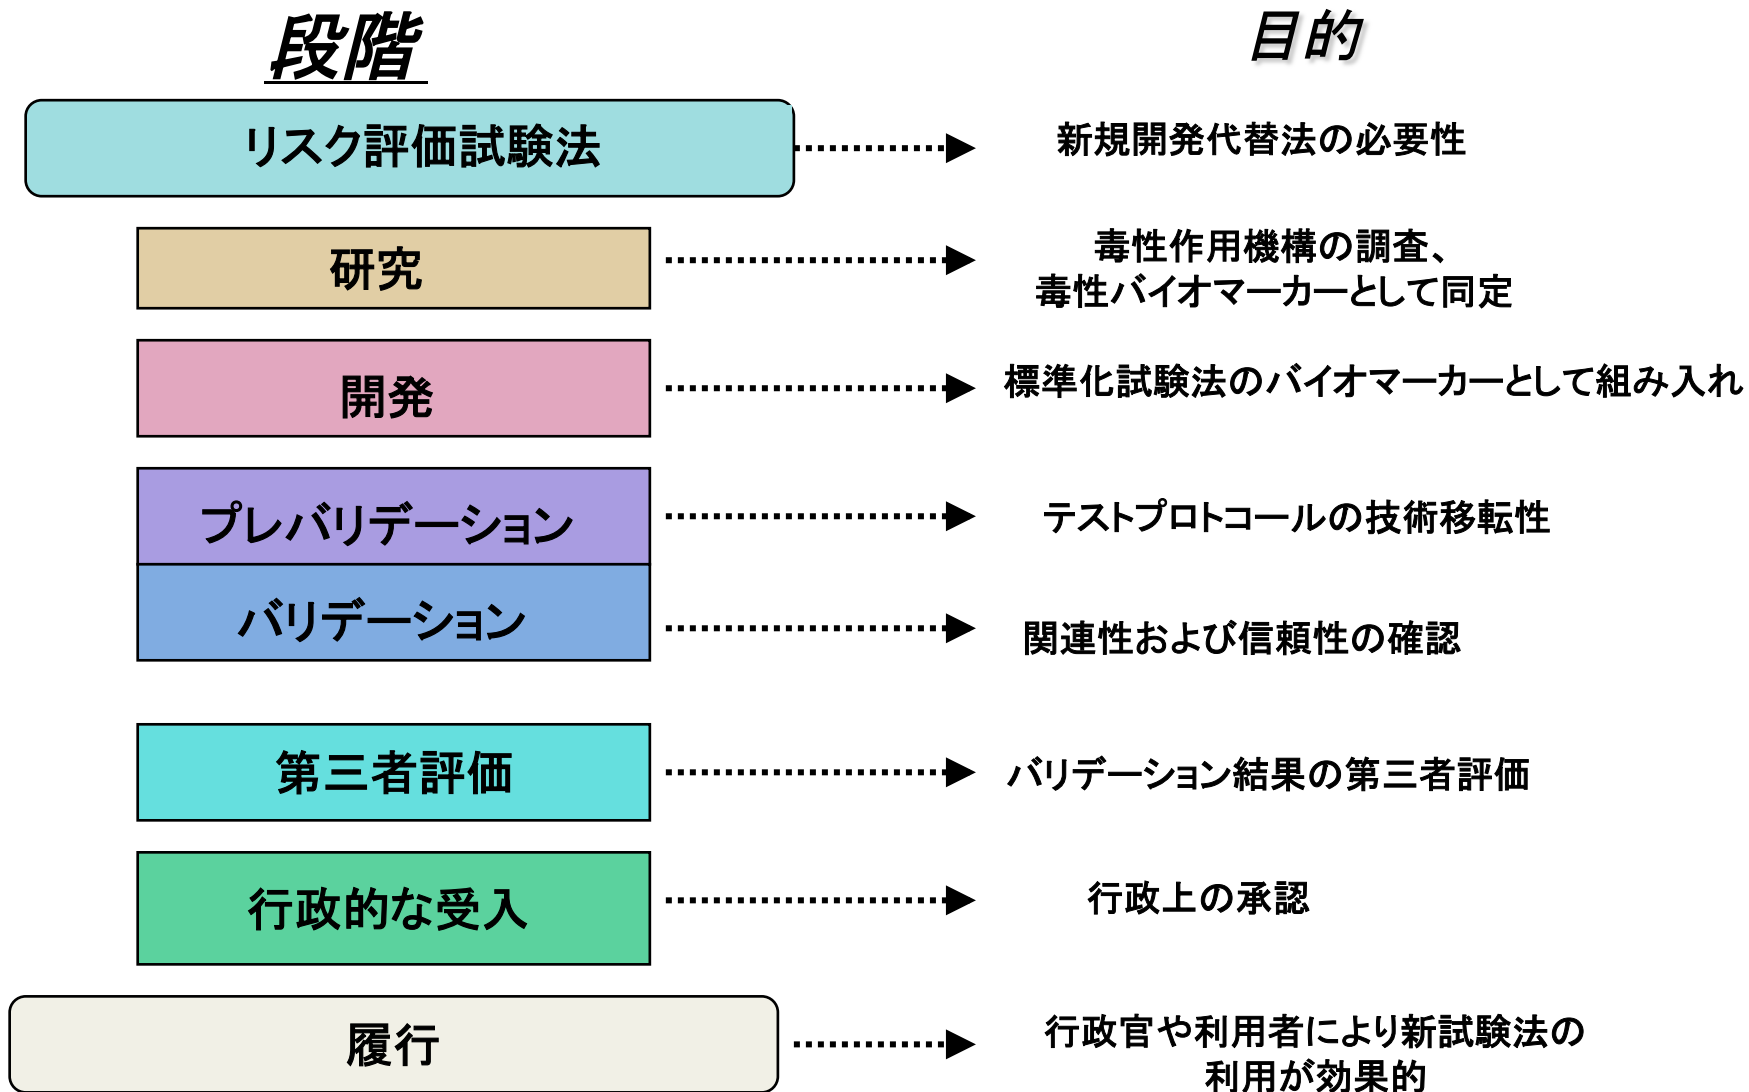 段階
目的
リスク評価試験法
新規開発代替法の必要性
研究
毒性作用機構の調査、
毒性バイオマーカーとして同定
開発
標準化試験法のバイオマーカーとして組み入れ
プレバリデーション
テストプロトコールの技術移転性
バリデーション
関連性および信頼性の確認
第三者評価
バリデーション結果の第三者評価
行政的な受入
行政上の承認
履行
行政官や利用者により新試験法の
利用が効果的